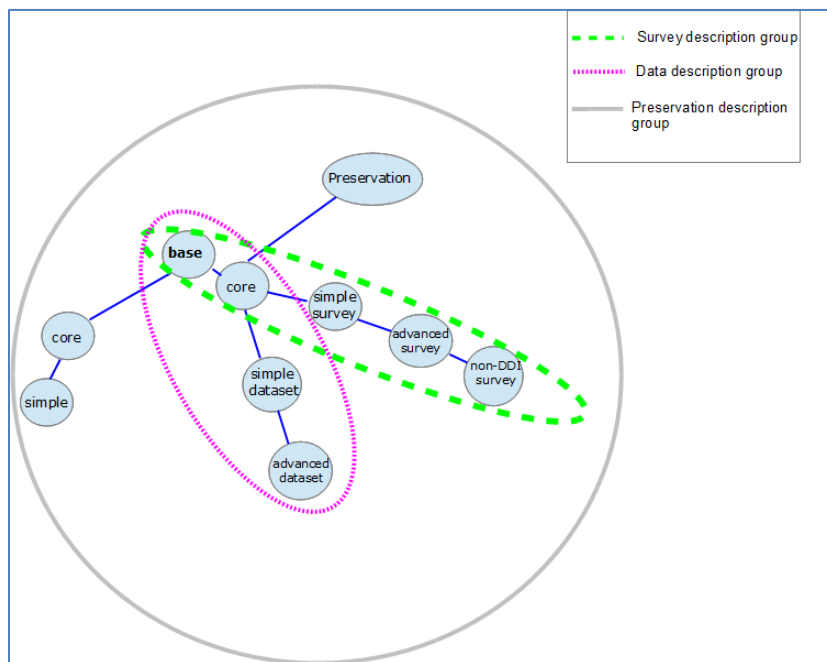 Survey description group
Data description group
Preservation description
group
Preservation
base
core
simple
survey
advanced
survey
non-DDI
survey
core
simple
simple
dataset
advanced
dataset